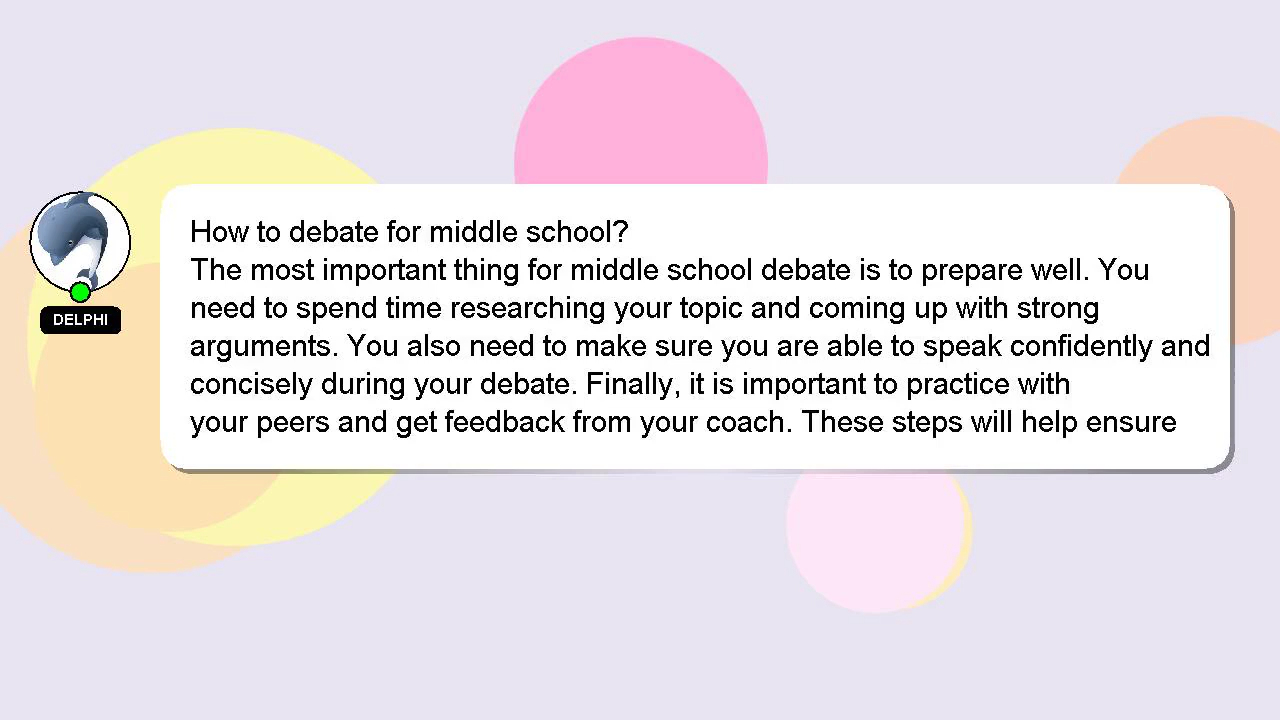 How to debate for middle school?
The most important thing for middle school debate is to prepare well. You
need to spend time researching your topic and coming up with strong
arguments. You also need to make sure you are able to speak confidently and
concisely during your debate. Finally, it is important to practice with
your peers and get feedback from your coach. These steps will help ensure
DELPHI